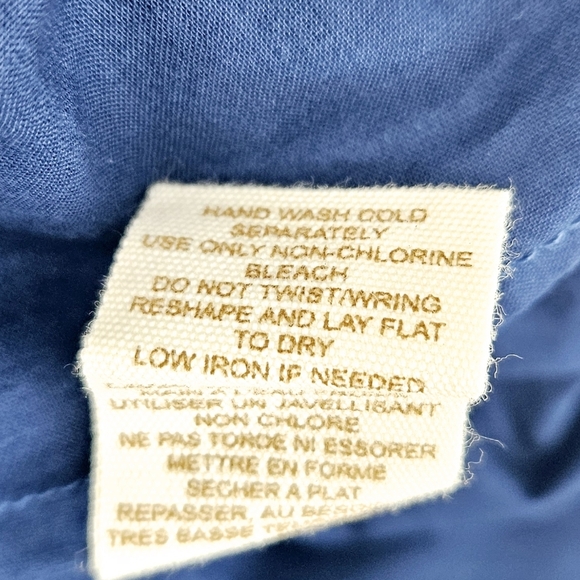 HAND WASH COLD
SEPARATELY
USE ONLY NON-CHLORINE
BLEACH
DO NOT TWIST/WRING
RESHAPE AND LAY FLAT
TO DRY
LOW IRON IF NEEDED
UTILISER UN JAVELLISANT
NON CHLORE
NE PAS TORDE NI ESSORER
METTRE EN FORME
SECHER A PLAT
REPASSER, AU
TRES BASSE